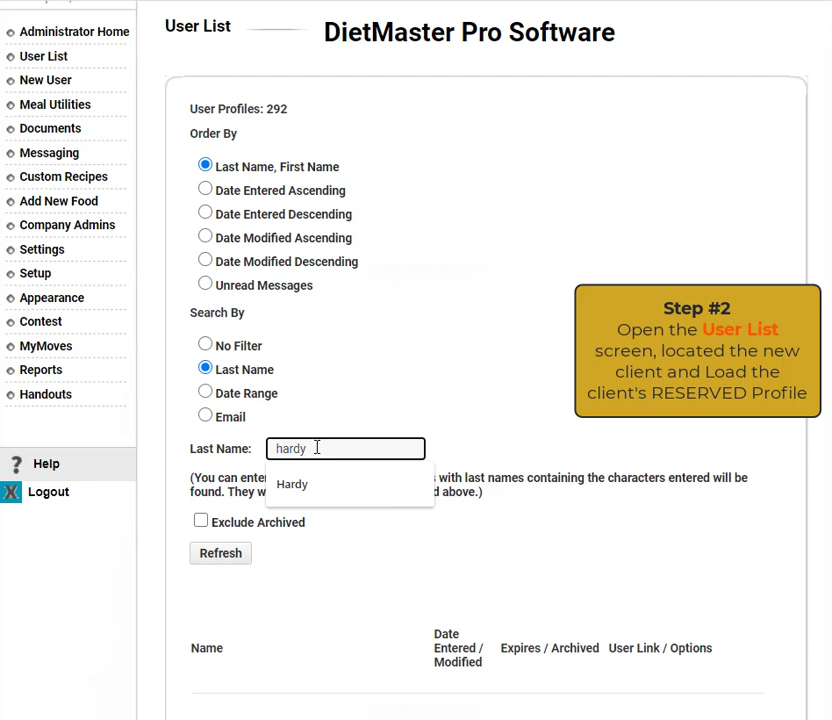 User List
DietMaster Pro Software
Administrator Home
User List
New User
Meal Utilities
Documents
Messaging
Custom Recipes
Add New Food
Company Admins
Settings
Setup
Appearance
Contest
MyMoves
Reports
Handouts
Help
Logout
User Profiles: 292
Order By
Last Name, First Name
Date Entered Ascending
Date Entered Descending
Date Modified Ascending
Date Modified Descending
Unread Messages
Search By
No Filter
Last Name
Date Range
Email
Last Name: hardy
Hardy
(You can enter with last names containing the characters entered will be
found. They d above.)
Exclude Archived
Refresh
Name
Date
Entered /
Modified
Expires / Archived
User Link / Options
Step #2
Open the User List
screen, located the new
client and Load the
client's RESERVED Profile